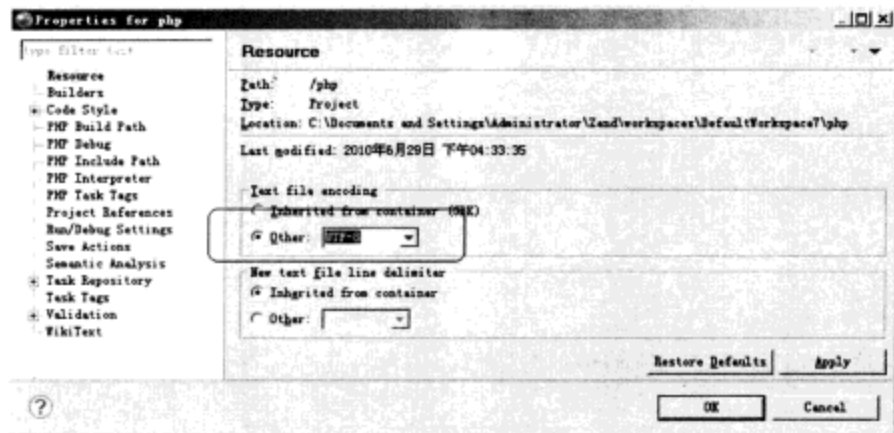 Properties for php
type filter text
Resource
Builders
Code Style
PHP Build Path
PHP Debug
PHP Include Path
PHP Interpreter
PHP Task Tags
Project References
Run/Debug Settings
Save Actions
Semantic Analysis
Task Repository
Task Tags
Validation
WikiText
Resource
Path: /php
Type: Project
Location: C:\Documents and Settings\Administrator\Zend\workspaces\DefaultWorkspace7\php
Last modified: 2010年6月29日 下午04:33:35
Text file encoding
Inherited from container (GBK)
Other: UTF-8
New text file line delimiter
Inherited from container
Other:
Restore Defaults
Apply
OK
Cancel